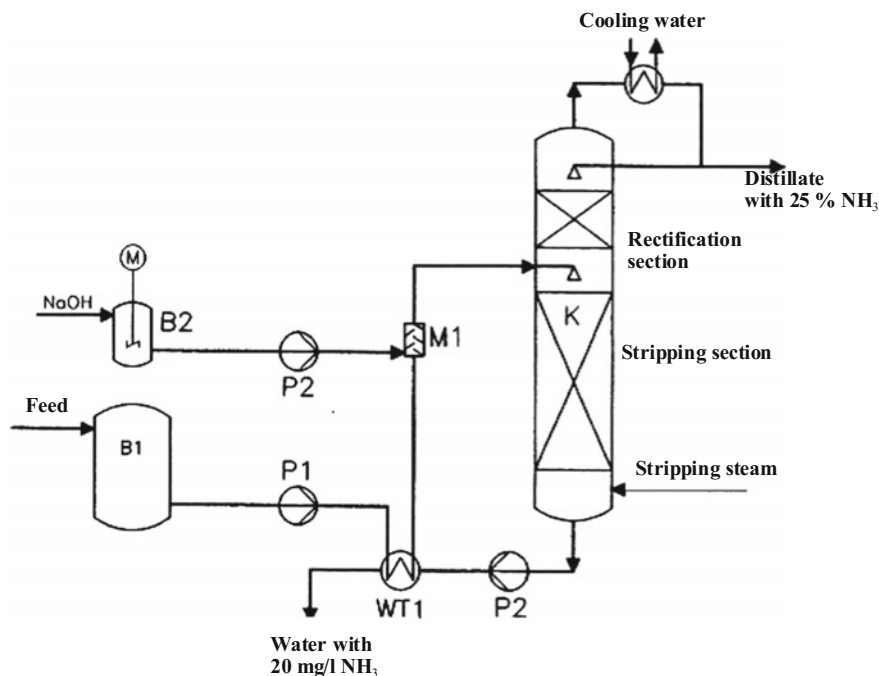 Cooling water
Distillate
with 25 % NH₃
Rectification
section
M
NaOH
B2
K
M1
P2
Stripping section
Feed
B1
P1
Stripping steam
WT1
P2
Water with
20 mg/l NH₃